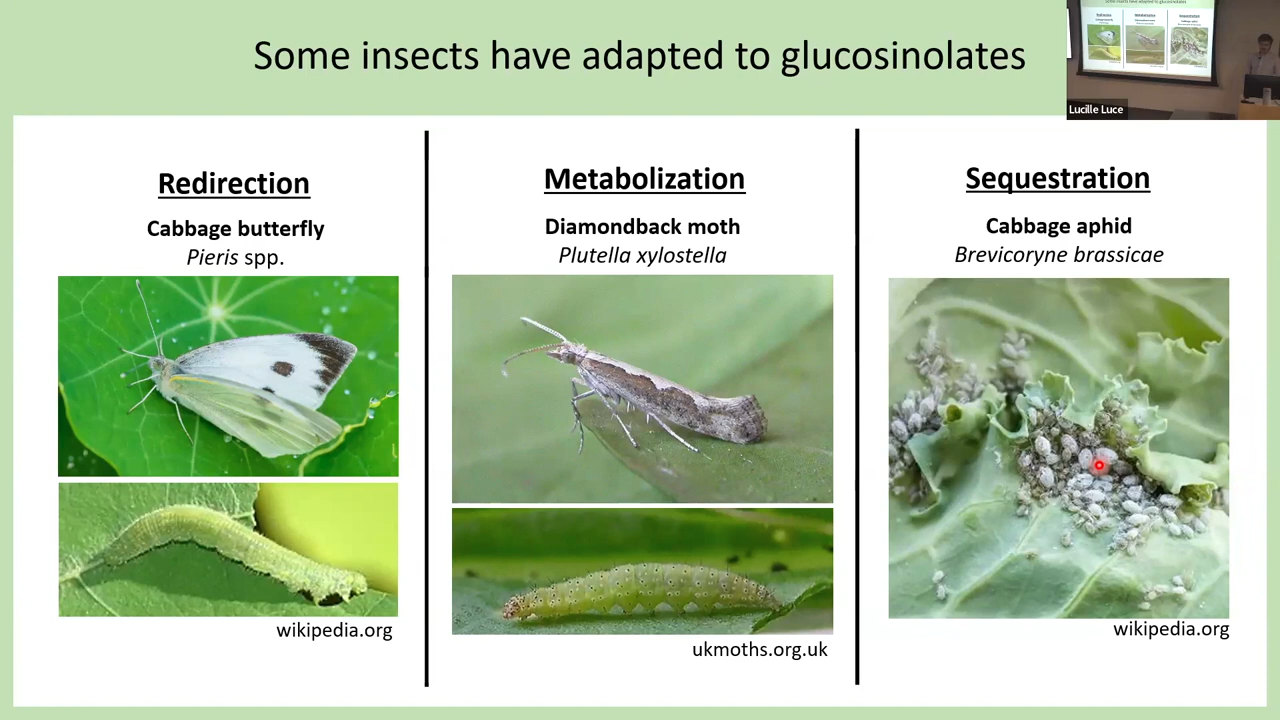 Some insects have adapted to glucosinolates
Lucille Luce
Redirection
Cabbage butterfly
Pieris spp.
wikipedia.org
Metabolization
Diamondback moth
Plutella xylostella
ukmoths.org.uk
Sequestration
Cabbage aphid
Brevicoryne brassicae
wikipedia.org